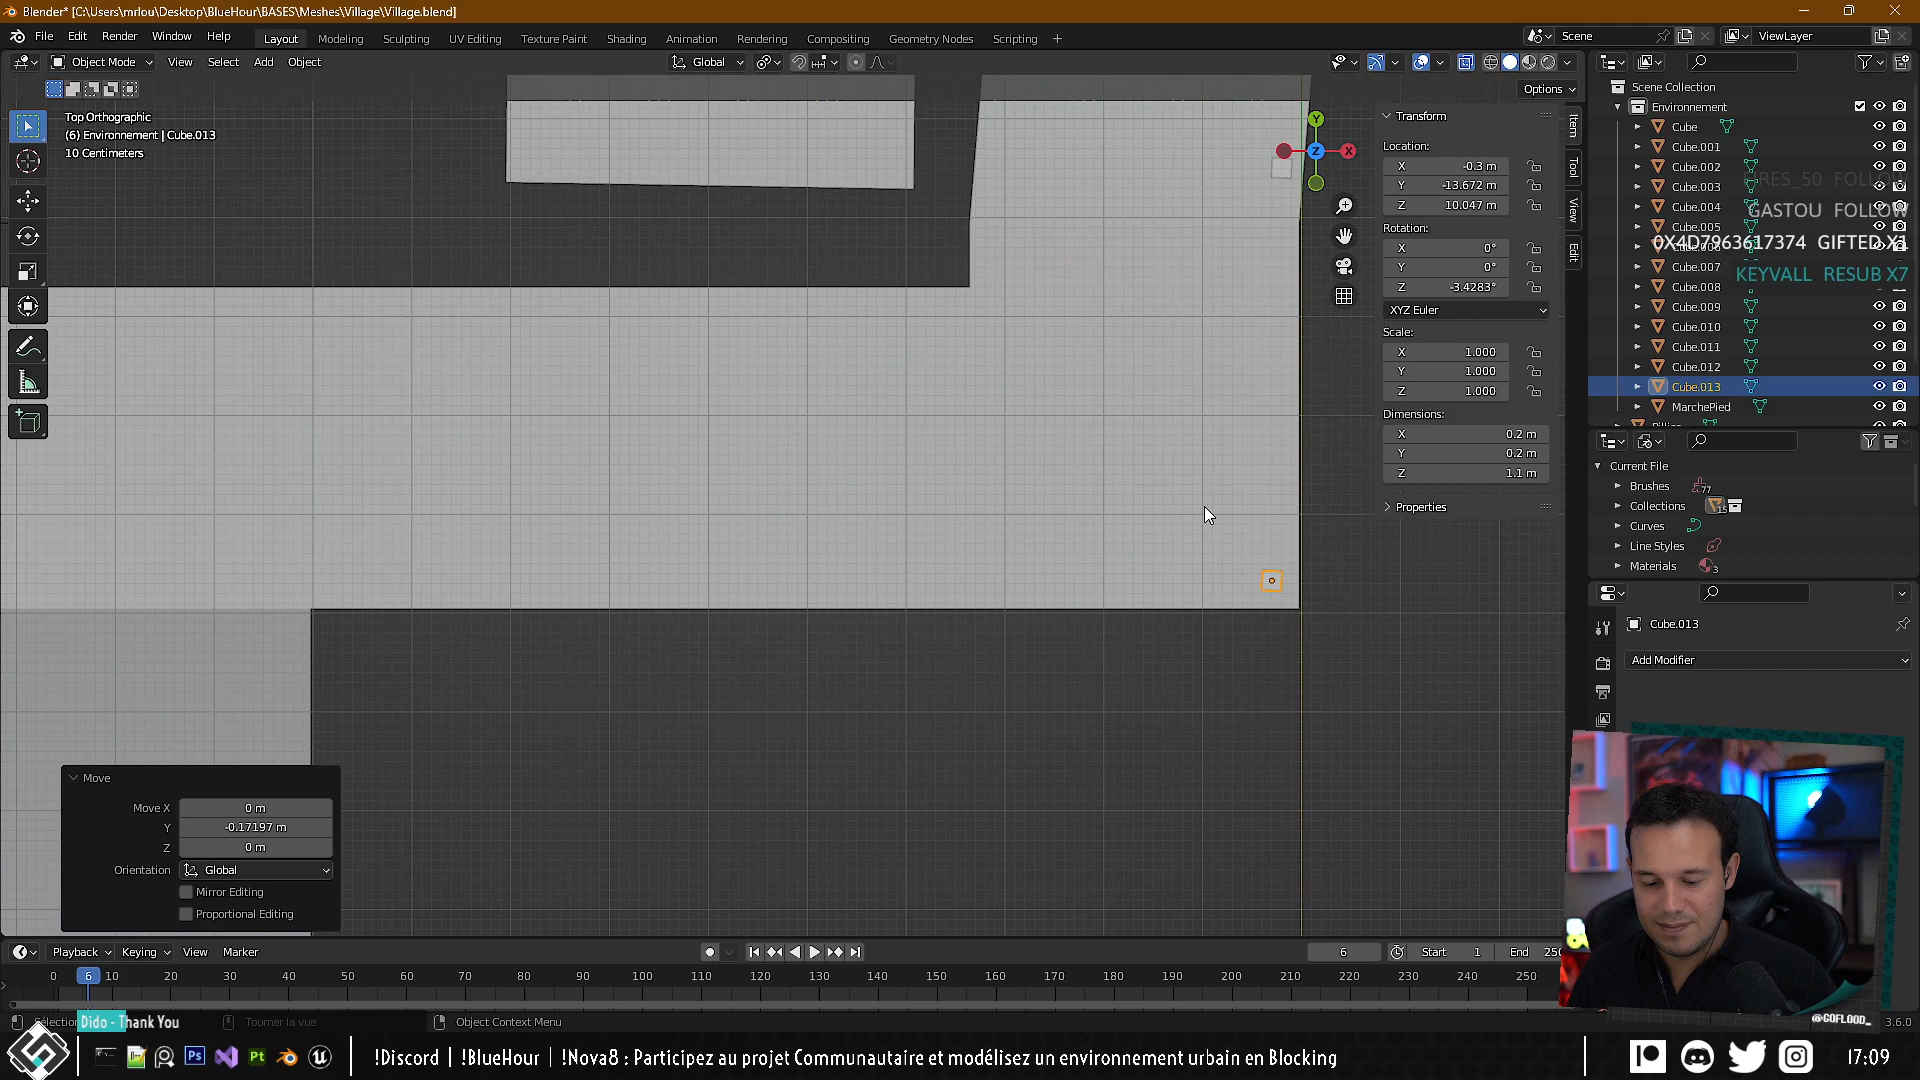 Blender* [C:\Users\mrlou\Desktop\BlueHour\BASES\Meshes\Village\Village.blend]
File Edit Render Window Help
Layout Modeling Sculpting UV Editing Texture Paint Shading Animation Rendering Compositing Geometry Nodes Scripting +
Scene ViewLayer
Object Mode View Select Add Object Global
Options
Top Orthographic
(6) Environnement | Cube.013
10 Centimeters
Y
X
Z
Transform
Location:
X -0.3 m
Y -13.672 m
Z 10.047 m
Rotation:
X 0°
Y 0°
Z -3.4283°
XYZ Euler
Scale:
X 1.000
Y 1.000
Z 1.000
Dimensions:
X 0.2 m
Y 0.2 m
Z 1.1 m
Properties
Item
Tool
View
Edit
Scene Collection
Environnement
Cube
Cube.001
Cube.002
Cube.003
Cube.004
Cube.005
Cube.007
Cube.008
Cube.009
Cube.010
Cube.011
Cube.012
Cube.013
MarchePied
GASTOU FOLLOW
0X4D7963617374 GIFTED X1
KEYVALL RESUB X7
Current File
Brushes 77
Collections 15
Curves
Line Styles
Materials 3
Cube.013
Add Modifier
Move
Move X 0 m
Y -0.17197 m
Z 0 m
Orientation Global
Mirror Editing
Proportional Editing
Playback Keying View Marker
6 Start 1 End 250
0 6 10 20 30 40 50 60 70 80 90 100 110 120 130 140 150 160 170 180 190 200 210 220 230 240 250
Dido - Thank You
Tourner la vue
Object Context Menu
@GOFLOOD_
3.6.0
Ps Pt
!Discord | !BlueHour | !Nova8 : Participez au projet Communautaire et modélisez un environnement urbain en Blocking
17:09